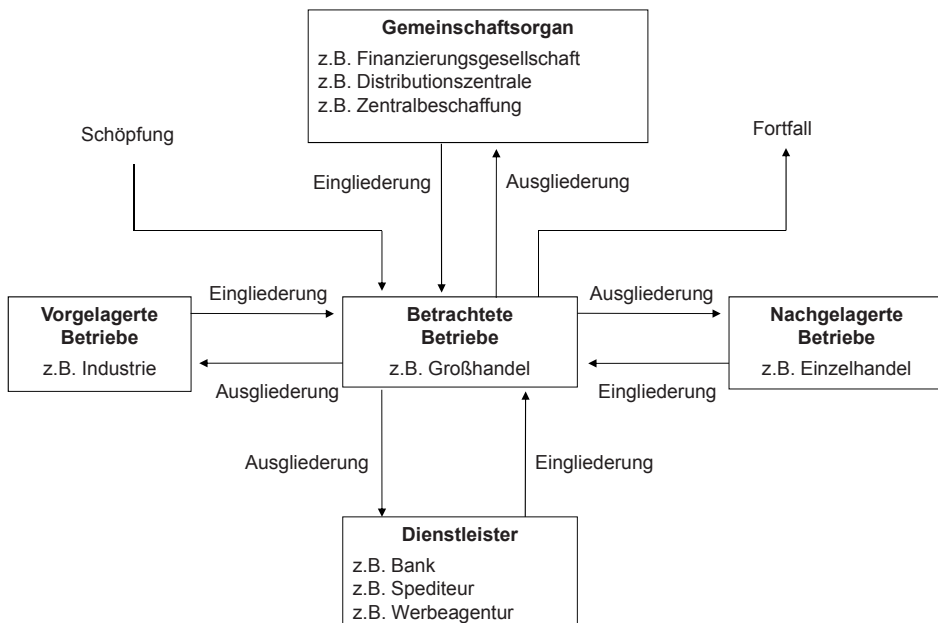 Gemeinschaftsorgan
z.B. Finanzierungsgesellschaft
z.B. Distributionszentrale
z.B. Zentralbeschaffung
Schöpfung
Fortfall
Eingliederung
Ausgliederung
Eingliederung
Ausgliederung
Vorgelagerte
Betriebe
z.B. Industrie
Betrachtete
Betriebe
z.B. Großhandel
Nachgelagerte
Betriebe
z.B. Einzelhandel
Ausgliederung
Eingliederung
Ausgliederung
Eingliederung
Dienstleister
z.B. Bank
z.B. Spediteur
z.B. Werbeagentur